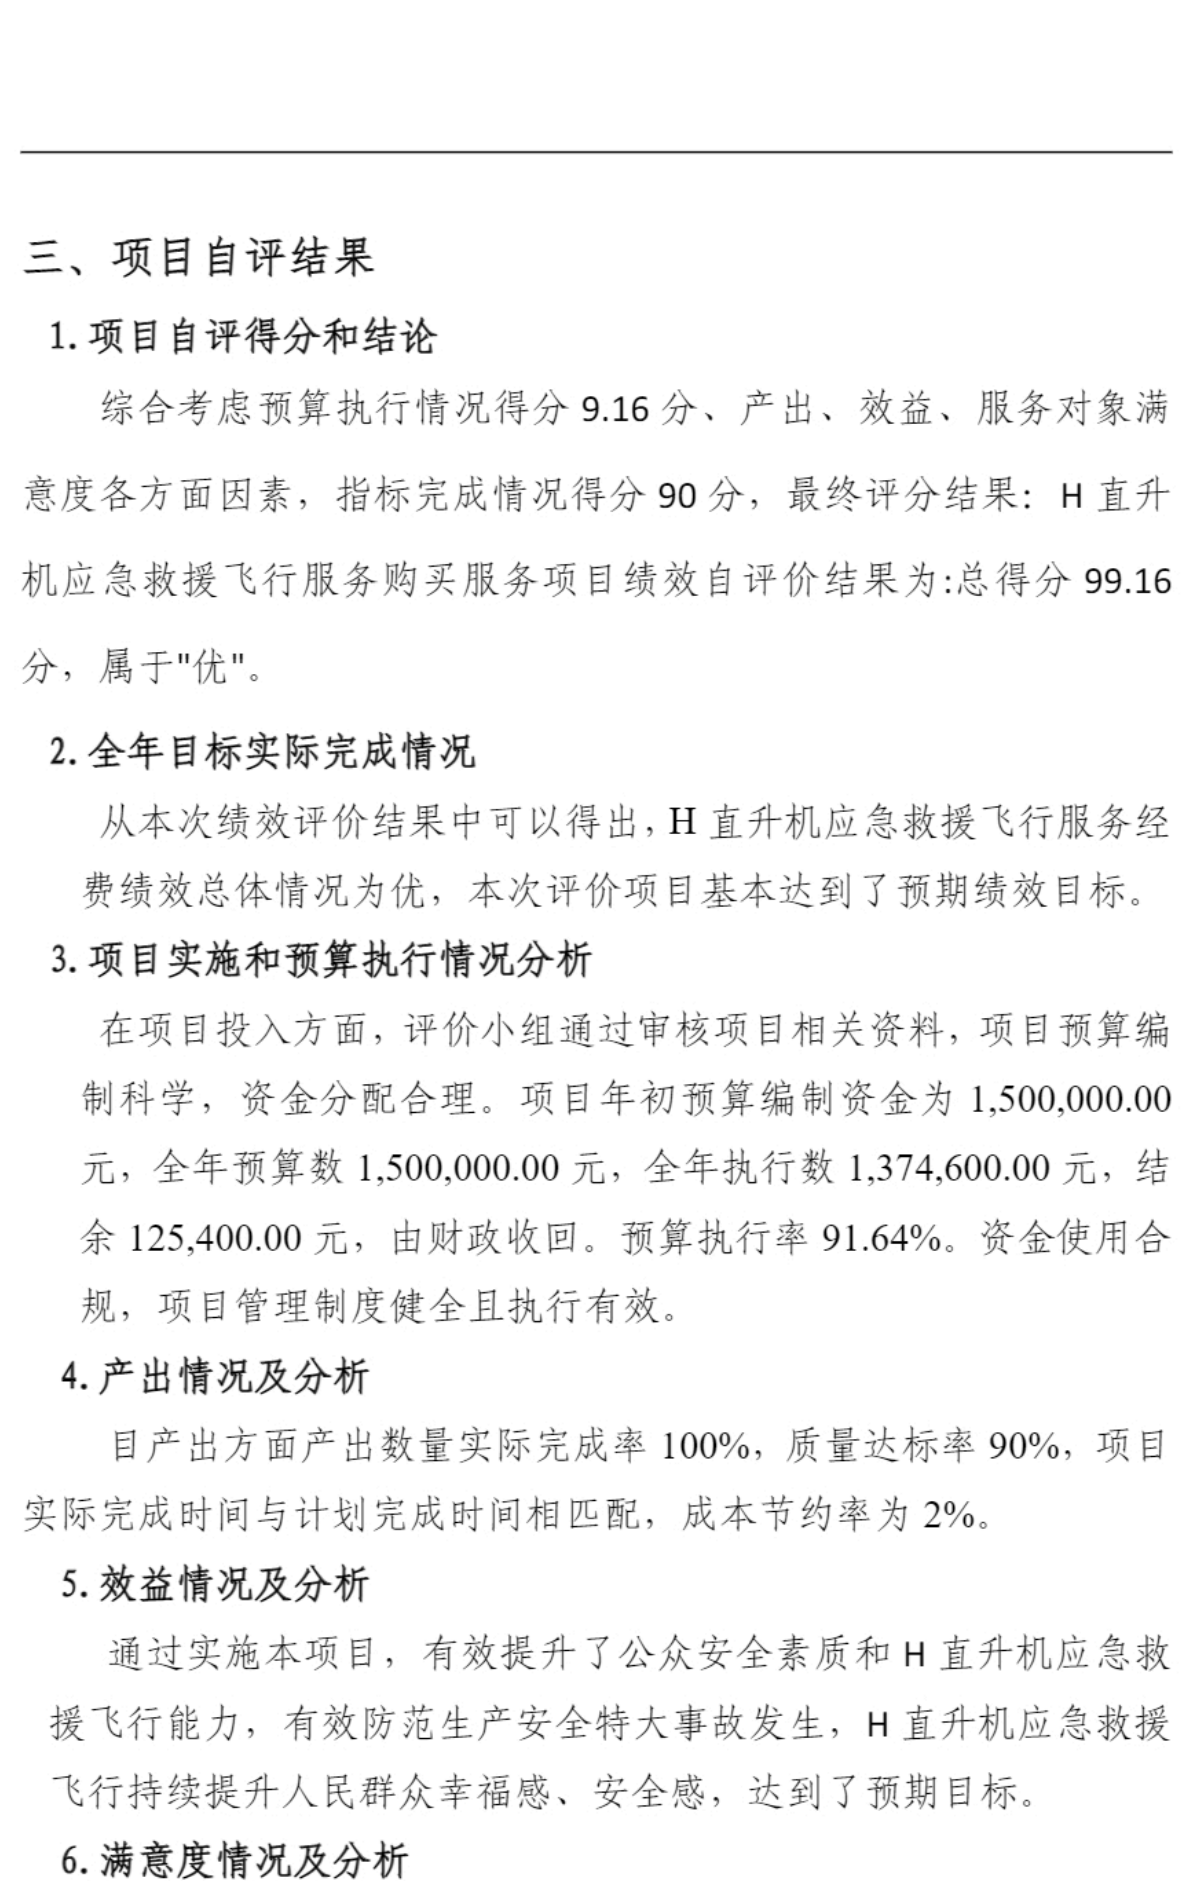 三、项目自评结果
1.项目自评得分和结论
综合考虑预算执行情况得分 9.16 分、产出、效益、服务对象满
意度各方面因素，指标完成情况得分 90 分，最终评分结果：H 直升
机应急救援飞行服务购买服务项目绩效自评价结果为:总得分 99.16
分，属于"优"。
2.全年目标实际完成情况
从本次绩效评价结果中可以得出，H 直升机应急救援飞行服务经
费绩效总体情况为优，本次评价项目基本达到了预期绩效目标。
3.项目实施和预算执行情况分析
在项目投入方面，评价小组通过审核项目相关资料，项目预算编
制科学，资金分配合理。项目年初预算编制资金为 1,500,000.00
元，全年预算数 1,500,000.00 元，全年执行数 1,374,600.00 元，结
余 125,400.00 元，由财政收回。预算执行率 91.64%。资金使用合
规，项目管理制度健全且执行有效。
4.产出情况及分析
目产出方面产出数量实际完成率 100%，质量达标率 90%，项目
实际完成时间与计划完成时间相匹配，成本节约率为 2%。
5.效益情况及分析
通过实施本项目，有效提升了公众安全素质和 H 直升机应急救
援飞行能力，有效防范生产安全特大事故发生，H 直升机应急救援
飞行持续提升人民群众幸福感、安全感，达到了预期目标。
6.满意度情况及分析